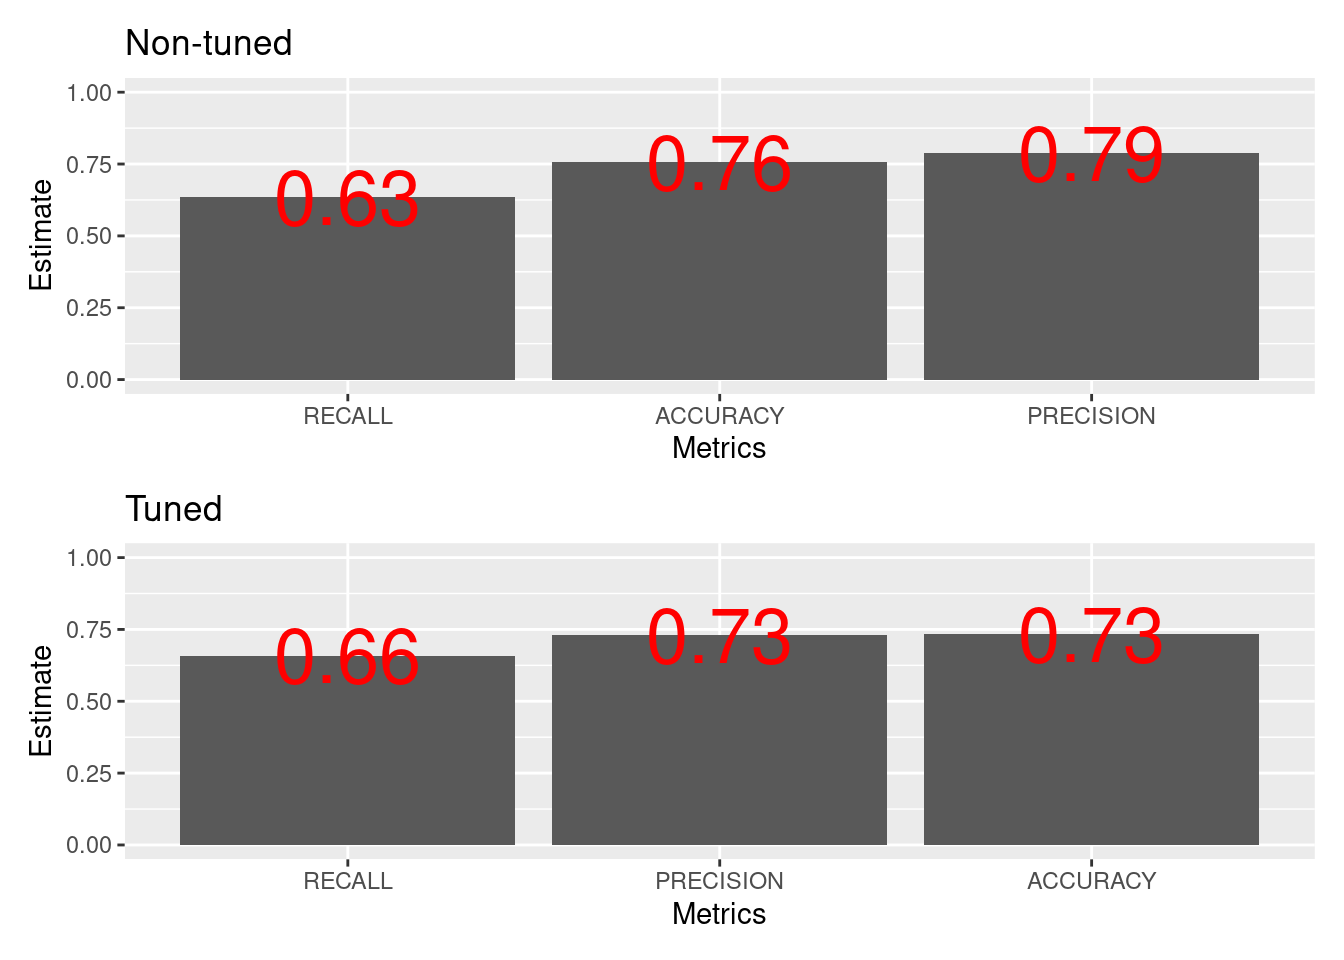 Non-tuned
1.00
0.75
0.50
0.25
0.00
Estimate
0.63
0.76
0.79
RECALL ACCURACY PRECISION
Metrics
Tuned
1.00
0.75
0.50
0.25
0.00
Estimate
0.66
0.73
0.73
RECALL PRECISION ACCURACY
Metrics